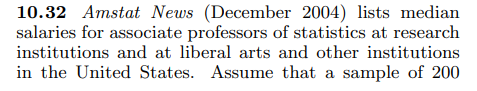 10.32 Amstat News (December 2004) lists median
salaries for associate professors of statistics at research
institutions and at liberal arts and other institutions
in the United States. Assume that a sample of 200